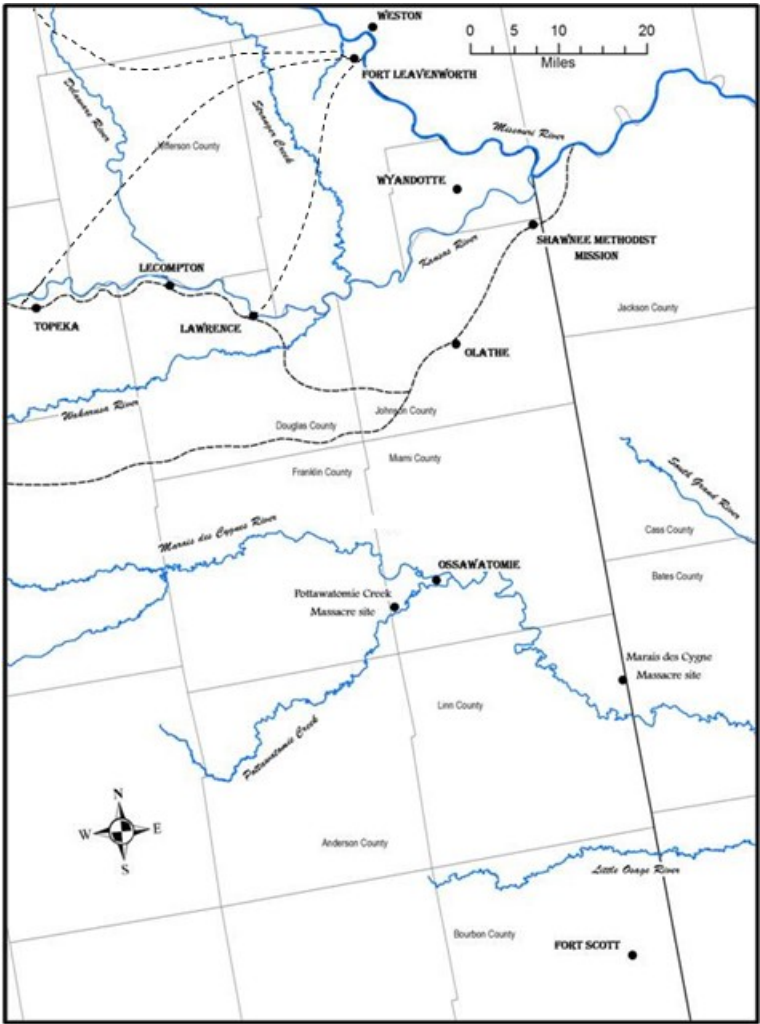 WESTON
0 5 10 20
Miles
FORT LEAVENWORTH
Delaware River
Stranger Creek
Missouri River
Jefferson County
WYANDOTTE
SHAWNEE METHODIST
MISSION
Kansas River
LECOMPTON
TOPEKA
LAWRENCE
Jackson County
OLATHE
Wakarusa River
Johnson County
Douglas County
Miami County
Franklin County
South Grand River
Marais des Cygnes River
Cass County
OSSAWATOMIE
Bates County
Pottawatomie Creek
Massacre site
Marais des Cygne
Massacre site
Linn County
Pottawatomie Creek
N
W E
S
Anderson County
Little Osage River
Bourbon County
FORT SCOTT